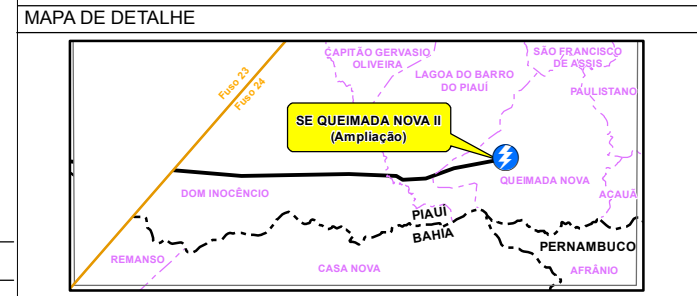 MAPA DE DETALHE
CAPITÃO GERVASIO
OLIVEIRA
SÃO FRANCISCO
DE ASSIS
LAGOA DO BARRO
DO PIAUÍ
PAULISTANO
Fuso 23
Fuso 24
SE QUEIMADA NOVA II
(Ampliação)
QUEIMADA NOVA
DOM INOCÊNCIO
ACAUÃ
PIAUÍ
BAHIA
PERNAMBUCO
REMANSO
CASA NOVA
AFRÂNIO